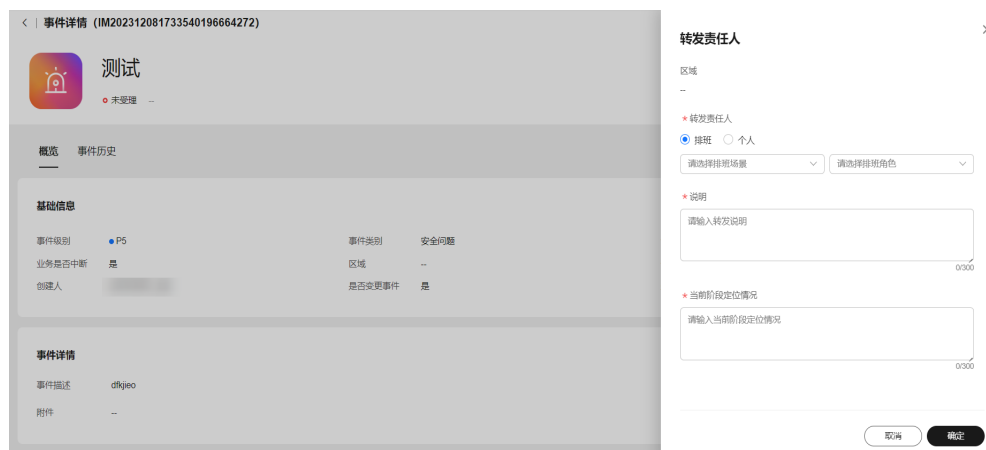 事件详情（IM202312081733540196664272）
测试
未受理 --
概览 事件历史
基础信息
事件级别 P5 事件类别 安全问题
业务是否中断 是 区域 --
创建人 是否变更事件 是
事件详情
事件描述 dfkjieo
附件 --
转发责任人
区域
--
* 转发责任人
排班 个人
请选择排班场景 请选择排班角色
* 说明
请输入转发说明
0/300
* 当前阶段定位情况
请输入当前阶段定位情况
0/300
取消 确定